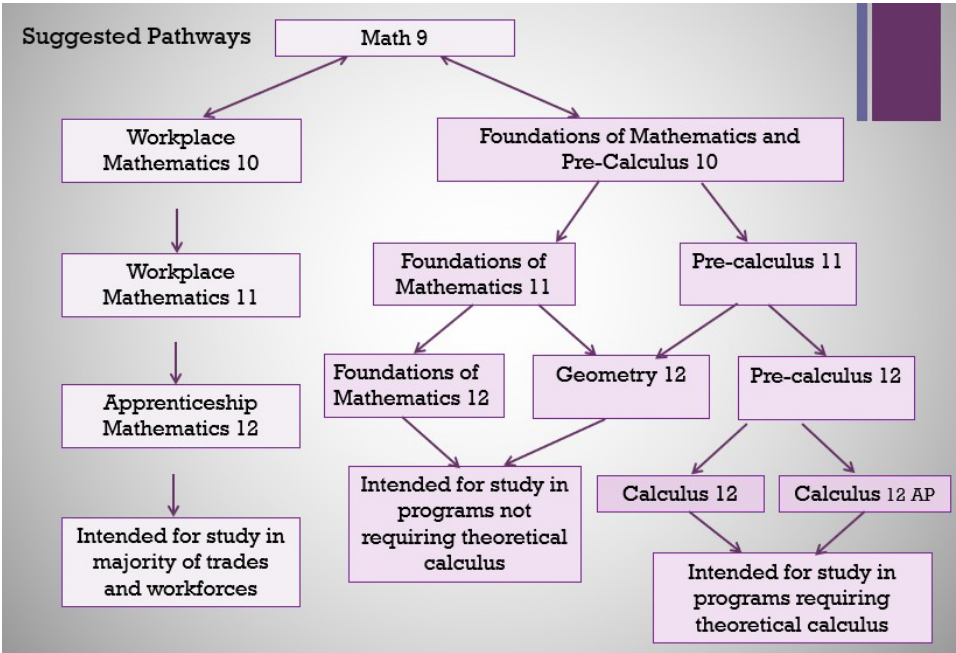 Suggested Pathways
Math 9
Workplace
Mathematics 10
Foundations of Mathematics and
Pre-Calculus 10
Workplace
Mathematics 11
Foundations of
Mathematics 11
Pre-calculus 11
Apprenticeship
Mathematics 12
Foundations of
Mathematics 12
Geometry 12
Pre-calculus 12
Intended for study in
majority of trades
and workforces
Intended for study in
programs not
requiring theoretical
calculus
Calculus 12
Calculus 12 AP
Intended for study in
programs requiring
theoretical calculus